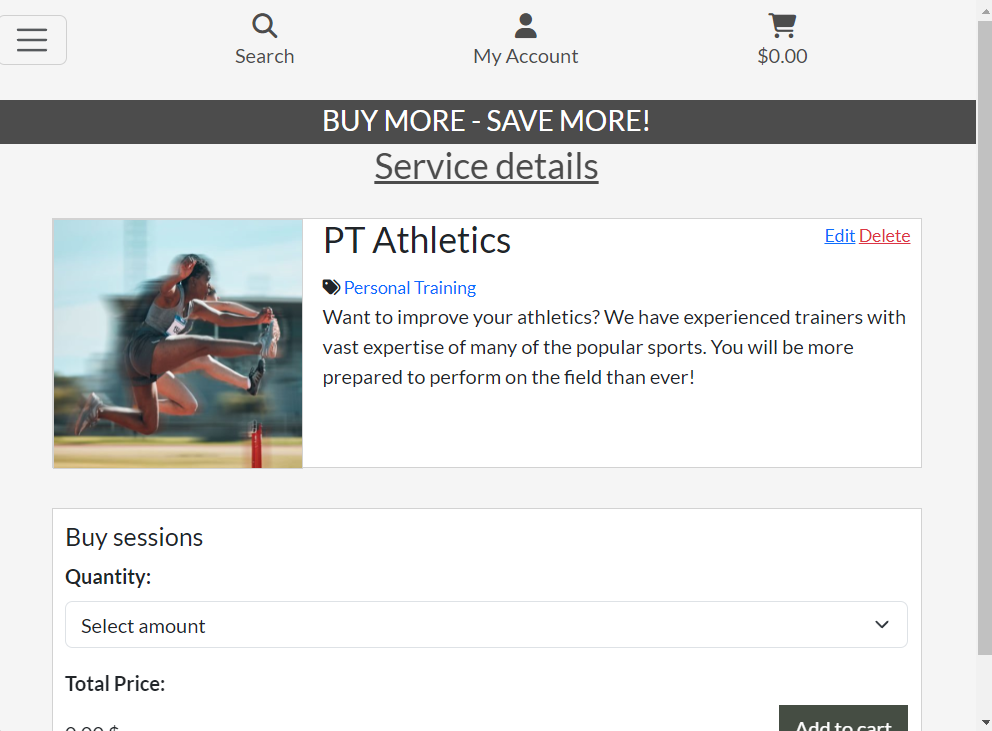 Search
My Account
$0.00
BUY MORE - SAVE MORE!
Service details
PT Athletics
Edit Delete
Personal Training
Want to improve your athletics? We have experienced trainers with
vast expertise of many of the popular sports. You will be more
prepared to perform on the field than ever!
Buy sessions
Quantity:
Select amount
Total Price:
0.00 $
Add to cart